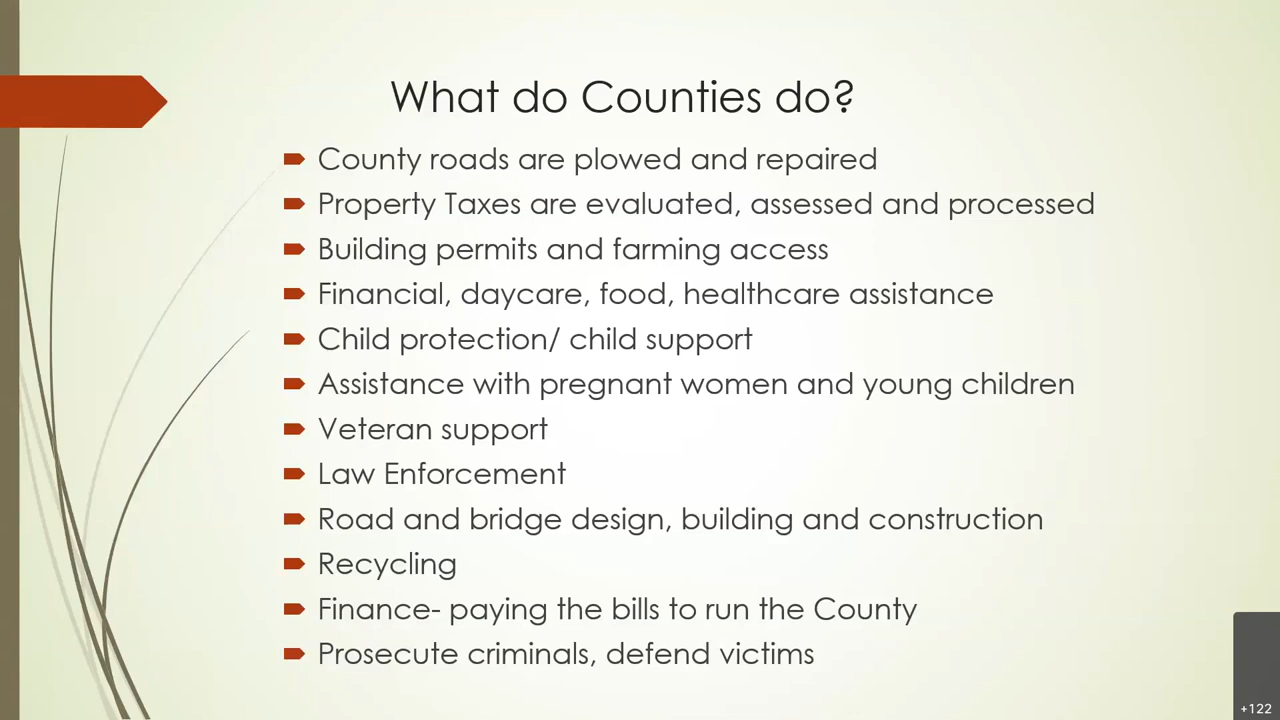 What do Counties do?
County roads are plowed and repaired
Property Taxes are evaluated, assessed and processed
Building permits and farming access
Financial, daycare, food, healthcare assistance
Child protection/ child support
Assistance with pregnant women and young children
Veteran support
Law Enforcement
Road and bridge design, building and construction
Recycling
Finance- paying the bills to run the County
Prosecute criminals, defend victims
+122